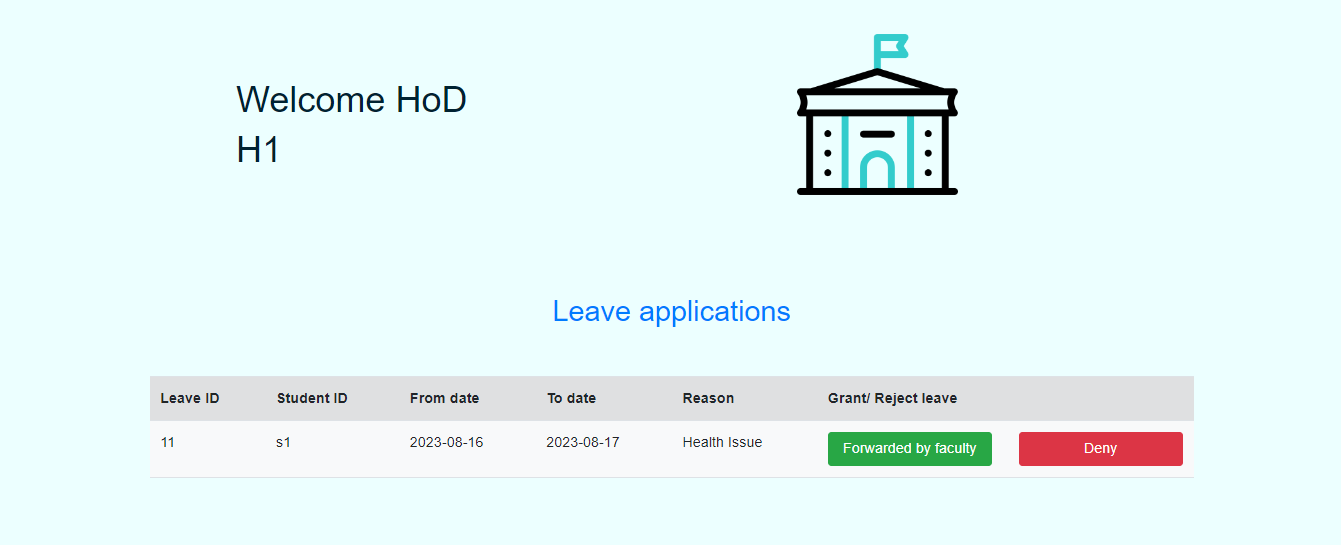 Welcome HoD
H1
Leave applications
Leave ID Student ID From date To date Reason Grant/ Reject leave
11 s1 2023-08-16 2023-08-17 Health Issue Forwarded by faculty Deny